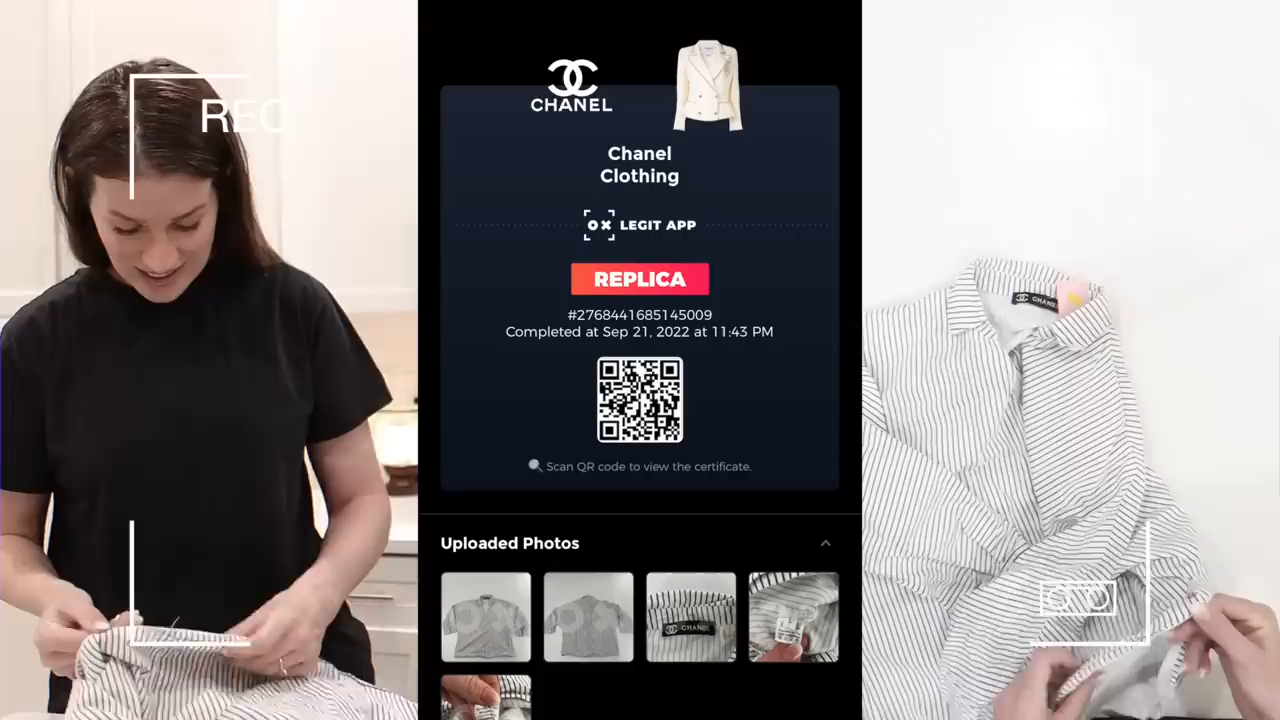 REC
CHANEL
Chanel
Clothing
LEGIT APP
REPLICA
#2768441685145009
Completed at Sep 21, 2022 at 11:43 PM
Scan QR code to view the certificate.
Uploaded Photos
CHANEL
CHANEL